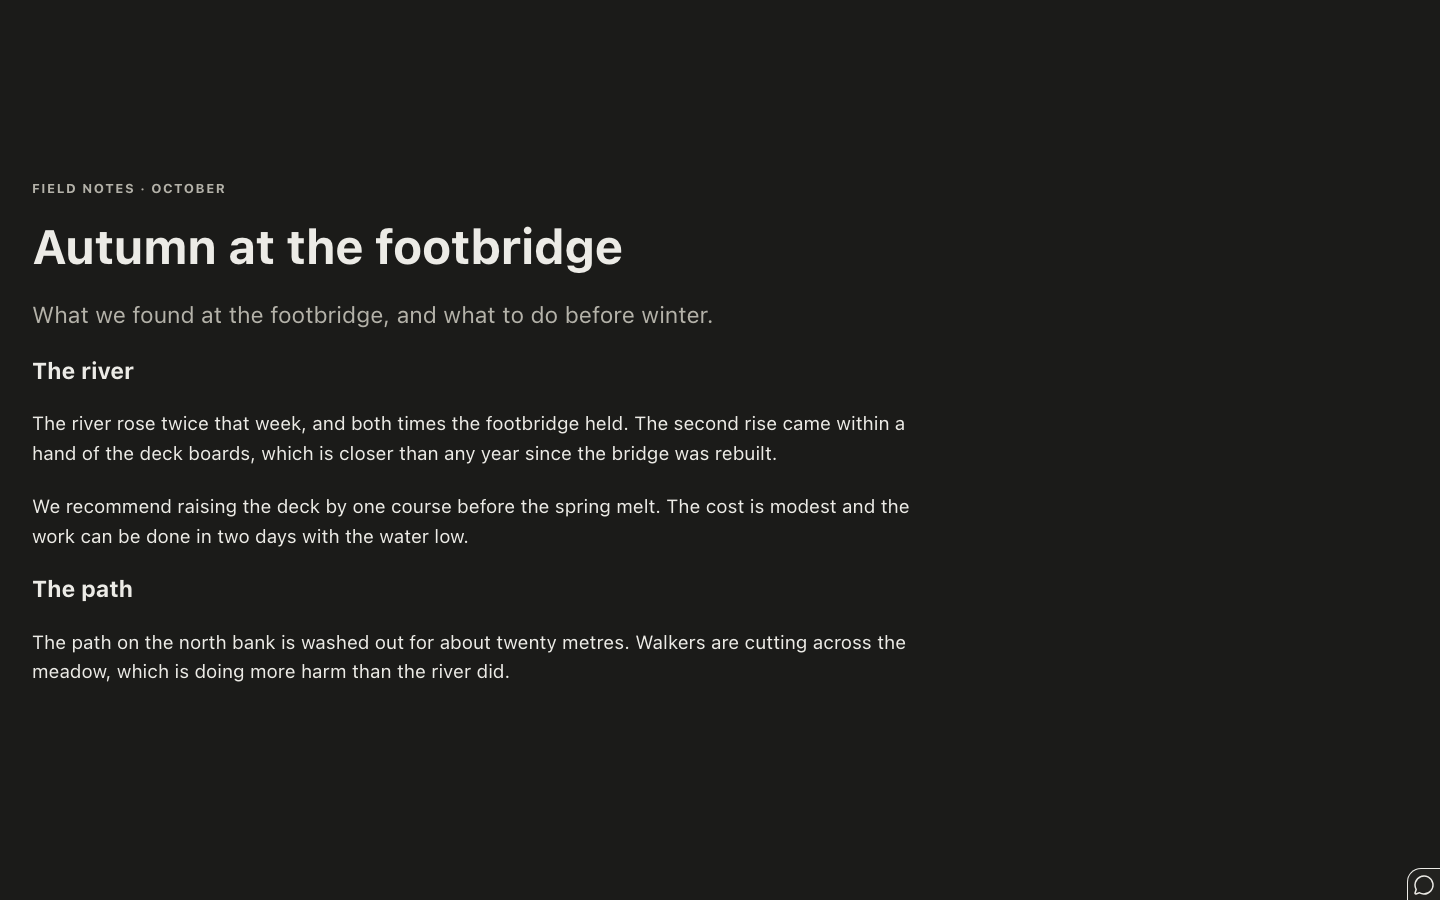 FIELD NOTES · OCTOBER
Autumn at the footbridge
What we found at the footbridge, and what to do before winter.
The river
The river rose twice that week, and both times the footbridge held. The second rise came within a
hand of the deck boards, which is closer than any year since the bridge was rebuilt.
We recommend raising the deck by one course before the spring melt. The cost is modest and the
work can be done in two days with the water low.
The path
The path on the north bank is washed out for about twenty metres. Walkers are cutting across the
meadow, which is doing more harm than the river did.